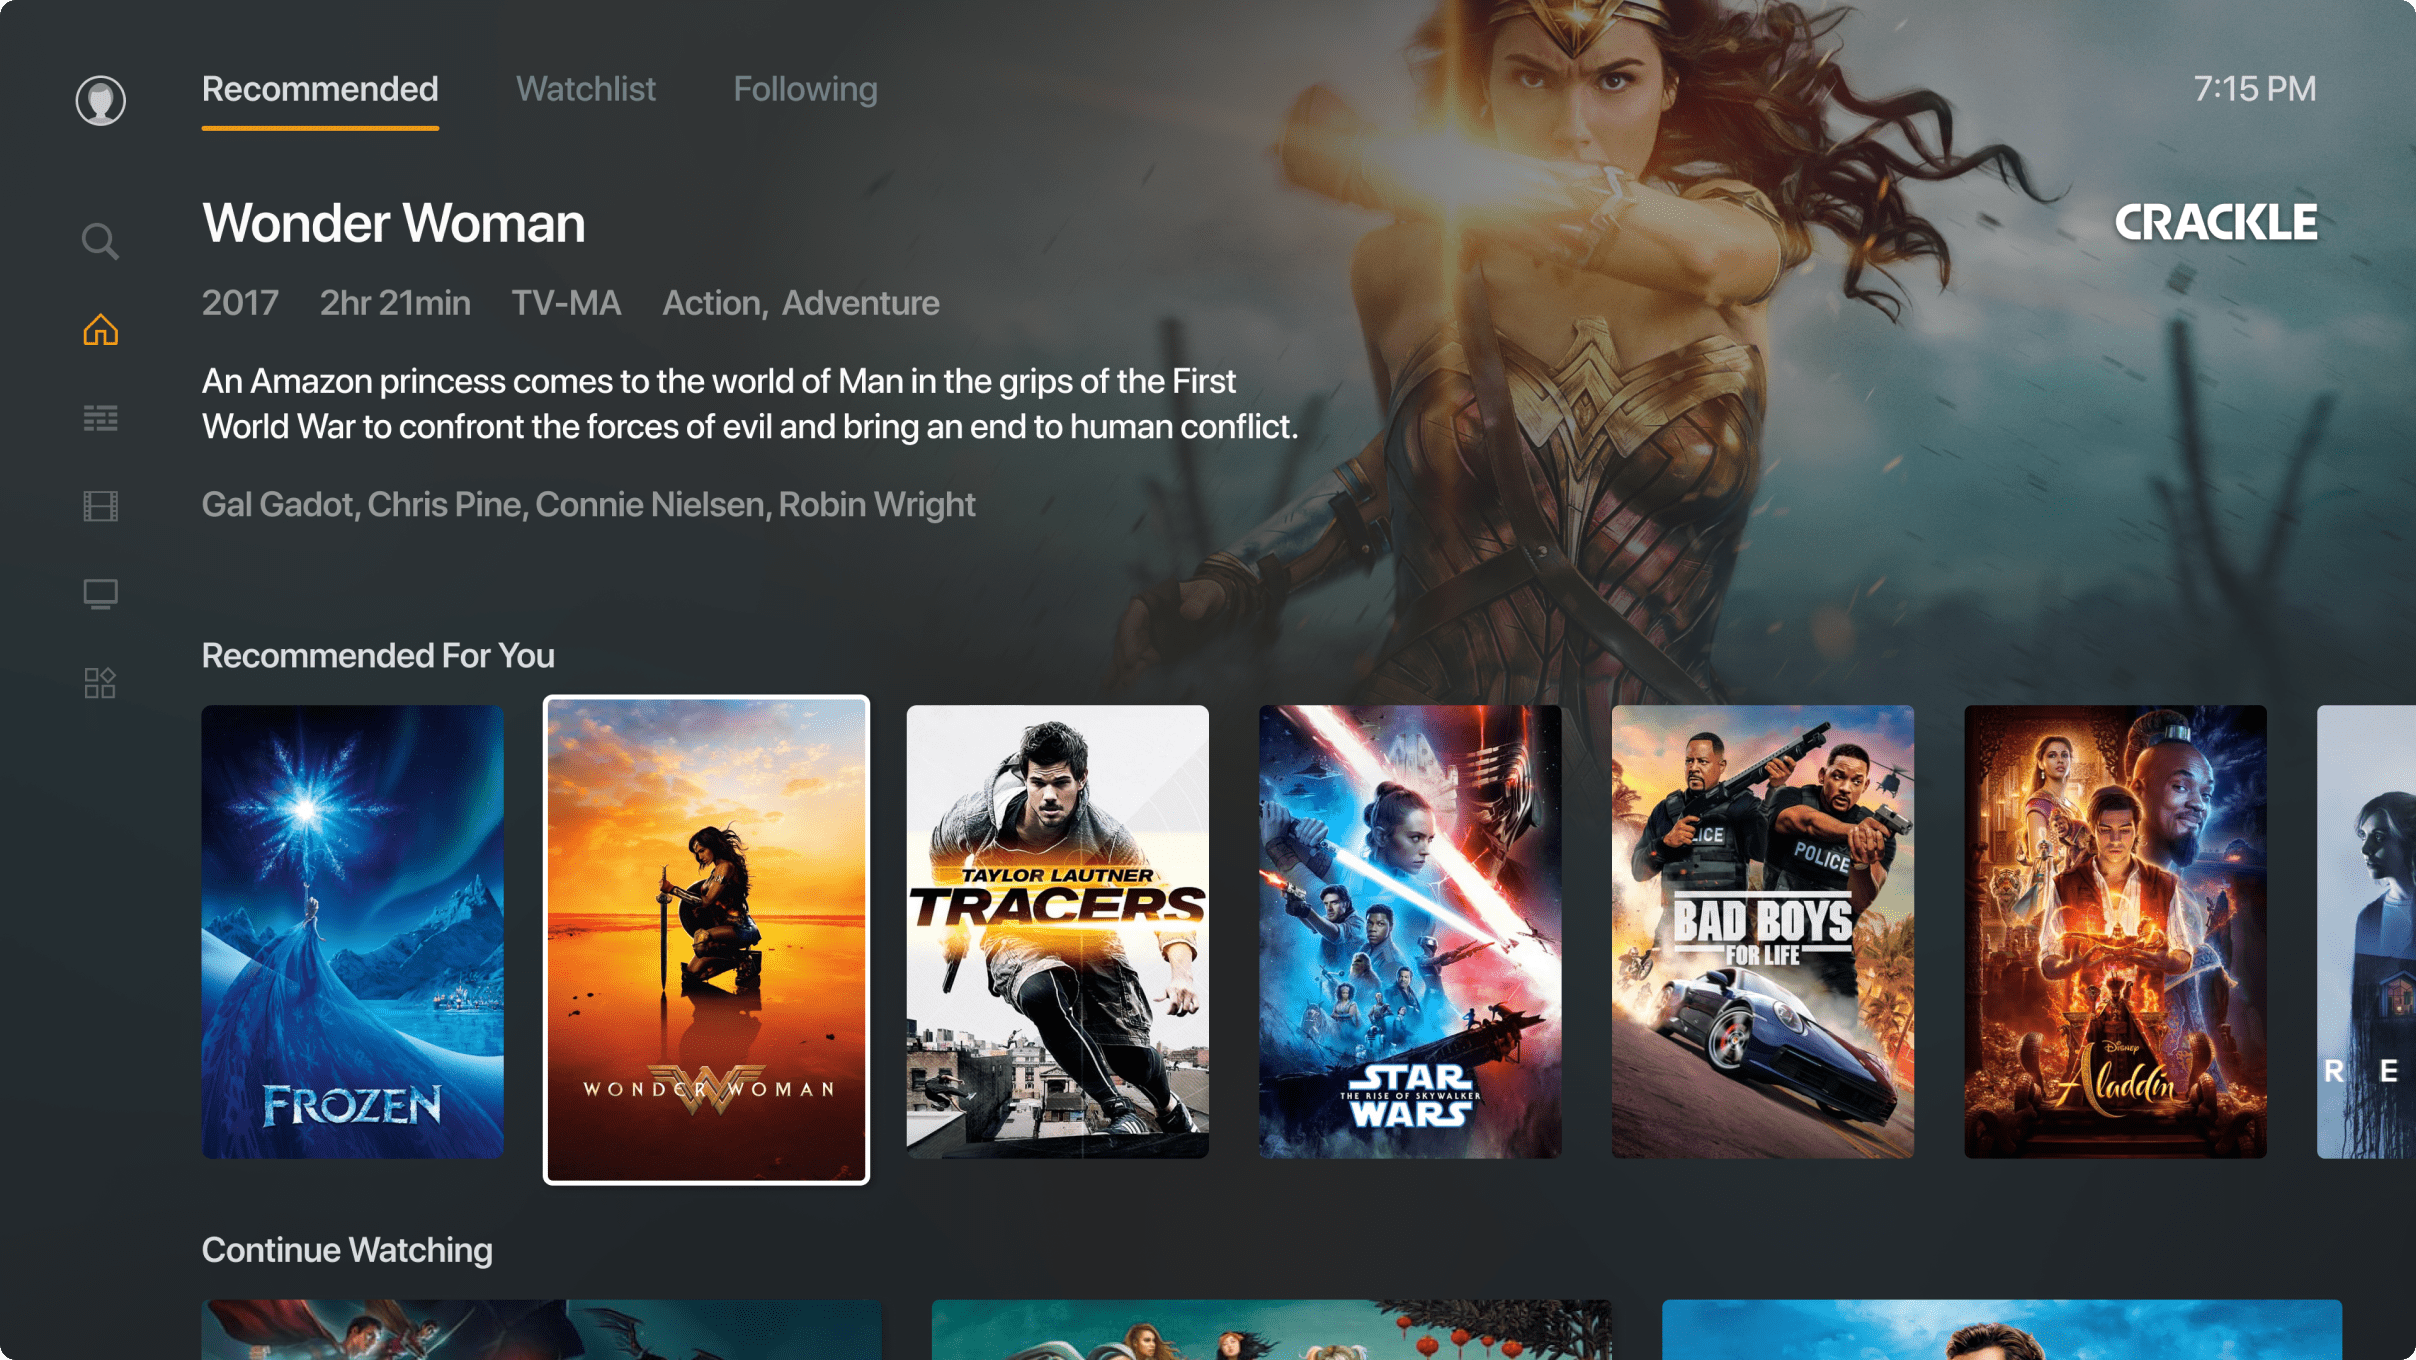 Recommended
Watchlist
Following
7:15 PM
Wonder Woman
CRACKLE
2017 2hr 21min TV-MA Action, Adventure
An Amazon princess comes to the world of Man in the grips of the First
World War to confront the forces of evil and bring an end to human conflict.
Gal Gadot, Chris Pine, Connie Nielsen, Robin Wright
Recommended For You
FROZEN
WONDER WOMAN
TAYLOR LAUTNER
TRACERS
STAR
THE RISE OF SKYWALKER
WARS
POLICE
BAD BOYS
FOR LIFE
Disney
Aladdin
Continue Watching